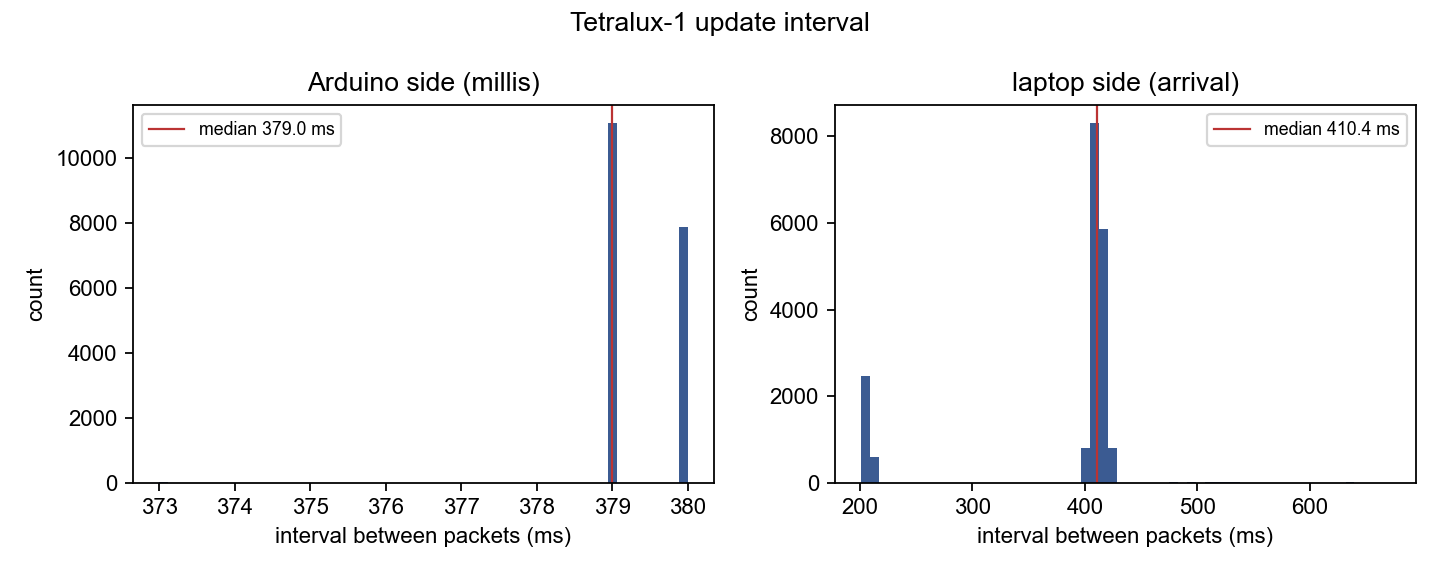 Tetralux-1 update interval
Arduino side (millis)
median 379.0 ms
count
10000
8000
6000
4000
2000
0
373 374 375 376 377 378 379 380
interval between packets (ms)
laptop side (arrival)
median 410.4 ms
count
8000
6000
4000
2000
0
200 300 400 500 600
interval between packets (ms)